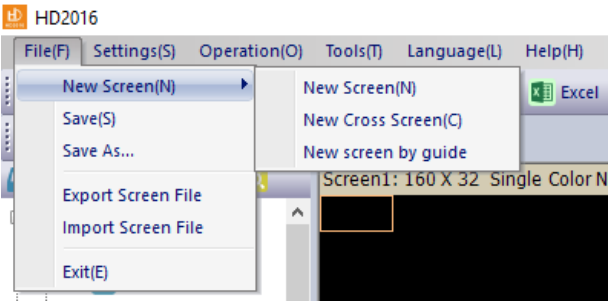 HD2016
File(F) Settings(S) Operation(O) Tools(T) Language(L) Help(H)
New Screen(N) New Screen(N) Excel
Save(S) New Cross Screen(C)
Save As... New screen by guide
Screen1: 160 X 32 Single Color N
Export Screen File
Import Screen File
Exit(E)